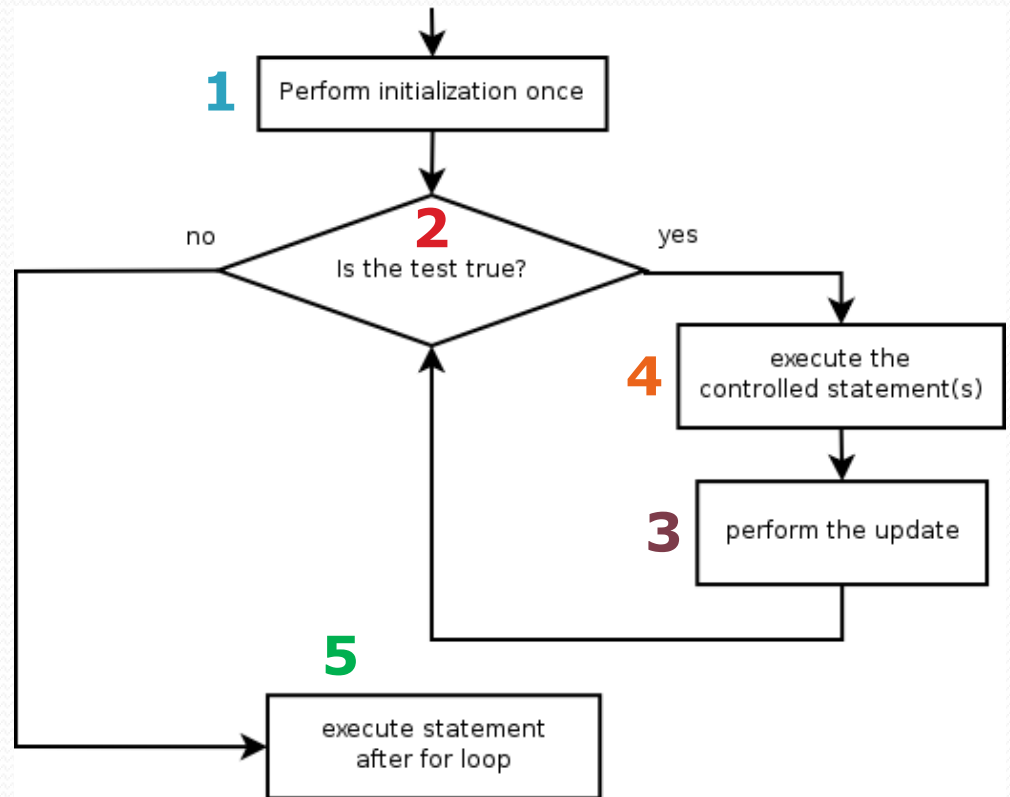 1
Perform initialization once
2
no
yes
Is the test true?
4
execute the
controlled statement(s)
3
perform the update
5
execute statement
after for loop